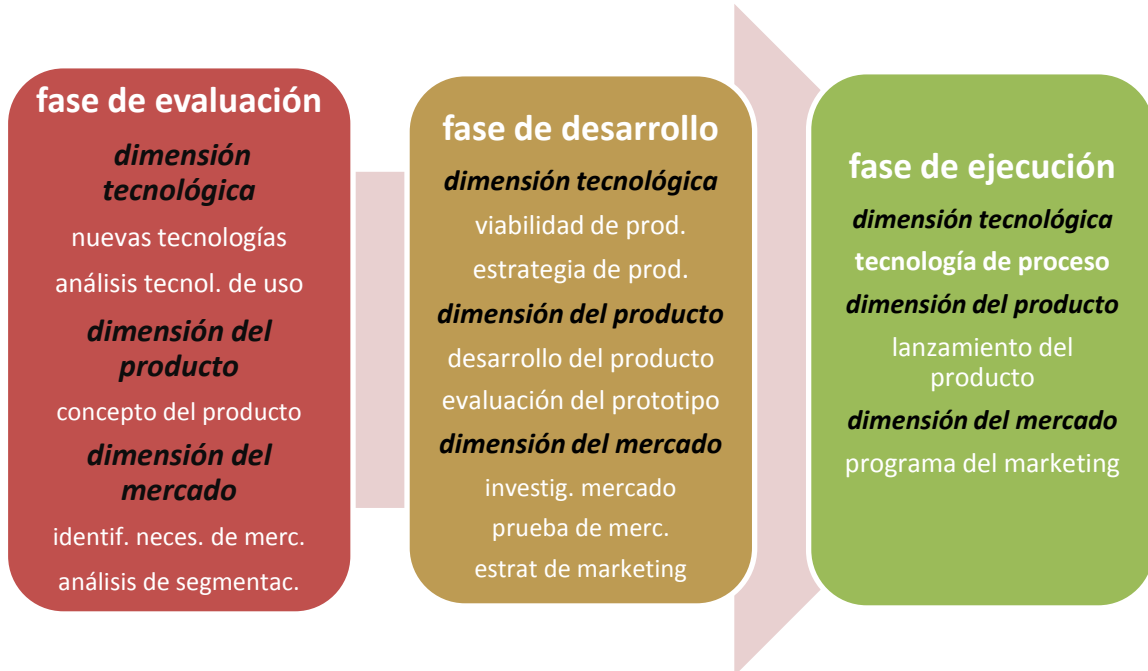 fase de evaluación
dimensión
tecnológica
nuevas tecnologías
análisis tecnol. de uso
dimensión del
producto
concepto del producto
dimensión del
mercado
identif. neces. de merc.
análisis de segmentac.
fase de desarrollo
dimensión tecnológica
viabilidad de prod.
estrategia de prod.
dimensión del producto
desarrollo del producto
evaluación del prototipo
dimensión del mercado
investig. mercado
prueba de merc.
estrat de marketing
fase de ejecución
dimensión tecnológica
tecnología de proceso
dimensión del producto
lanzamiento del
producto
dimensión del mercado
programa del marketing